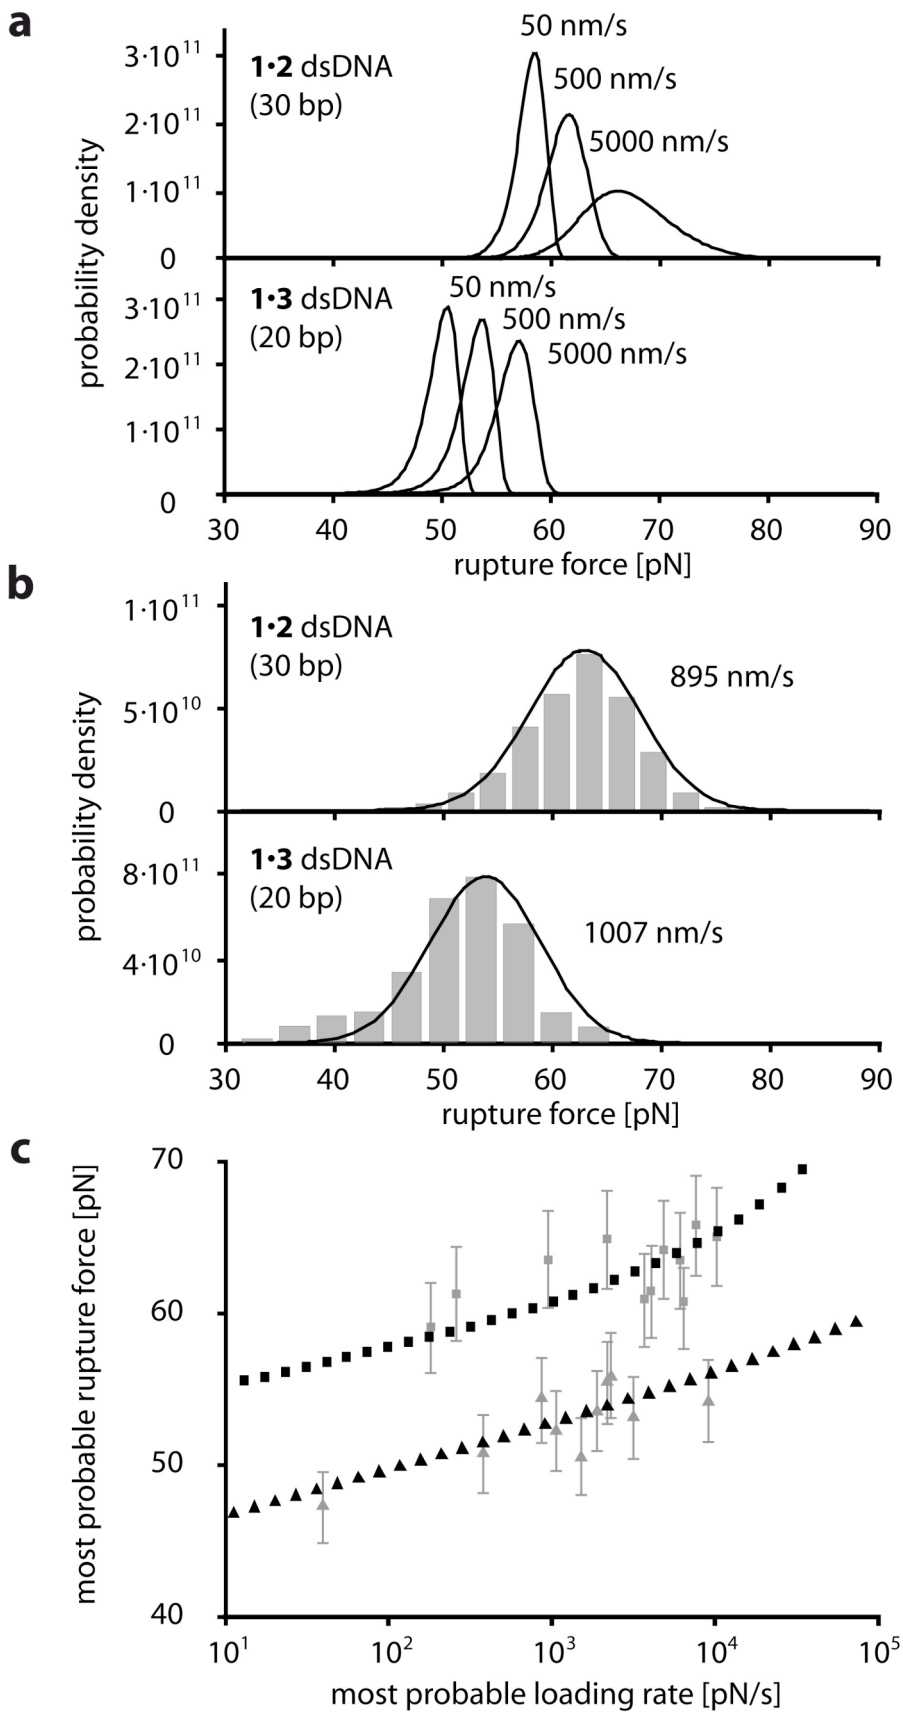 a
50 nm/s
3·10¹¹
1·2 dsDNA
500 nm/s
(30 bp)
2·10¹¹
5000 nm/s
1·10¹¹
probability density
0
50 nm/s
3·10¹¹
1·3 dsDNA
500 nm/s
(20 bp)
5000 nm/s
2·10¹¹
1·10¹¹
0
30 40 50 60 70 80 90
rupture force [pN]
b
1·10¹¹
1·2 dsDNA
(30 bp)
895 nm/s
5·10¹⁰
probability density
0
1·3 dsDNA
8·10¹¹
(20 bp)
1007 nm/s
4·10¹⁰
0
30 40 50 60 70 80 90
rupture force [pN]
c
70
60
most probable rupture force [pN]
50
40
10¹ 10² 10³ 10⁴ 10⁵
most probable loading rate [pN/s]